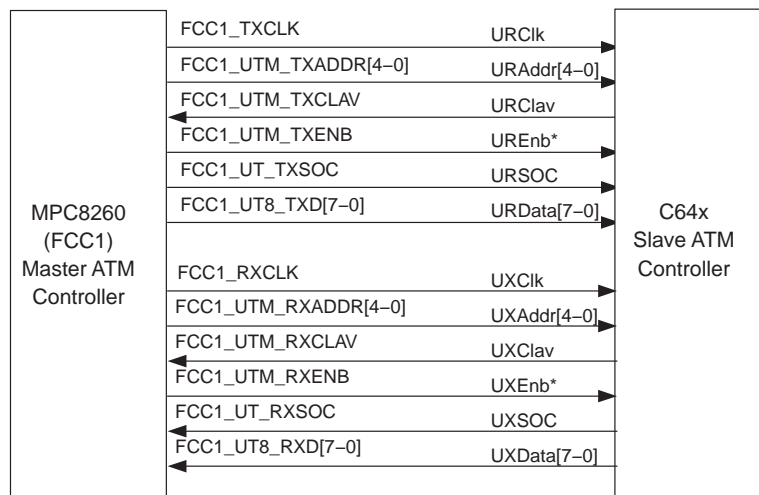 FCC1_TXCLK URClk
FCC1_UTM_TXADDR[4–0] URAddr[4–0]
FCC1_UTM_TXCLAV URClav
FCC1_UTM_TXENB UREnb*
FCC1_UT_TXSOC URSOC
FCC1_UT8_TXD[7–0] URData[7–0]
MPC8260
(FCC1)
Master ATM
Controller
C64x
Slave ATM
Controller
FCC1_RXCLK UXClk
FCC1_UTM_RXADDR[4–0] UXAddr[4–0]
FCC1_UTM_RXCLAV UXClav
FCC1_UTM_RXENB UXEnb*
FCC1_UT_RXSOC UXSOC
FCC1_UT8_RXD[7–0] UXData[7–0]